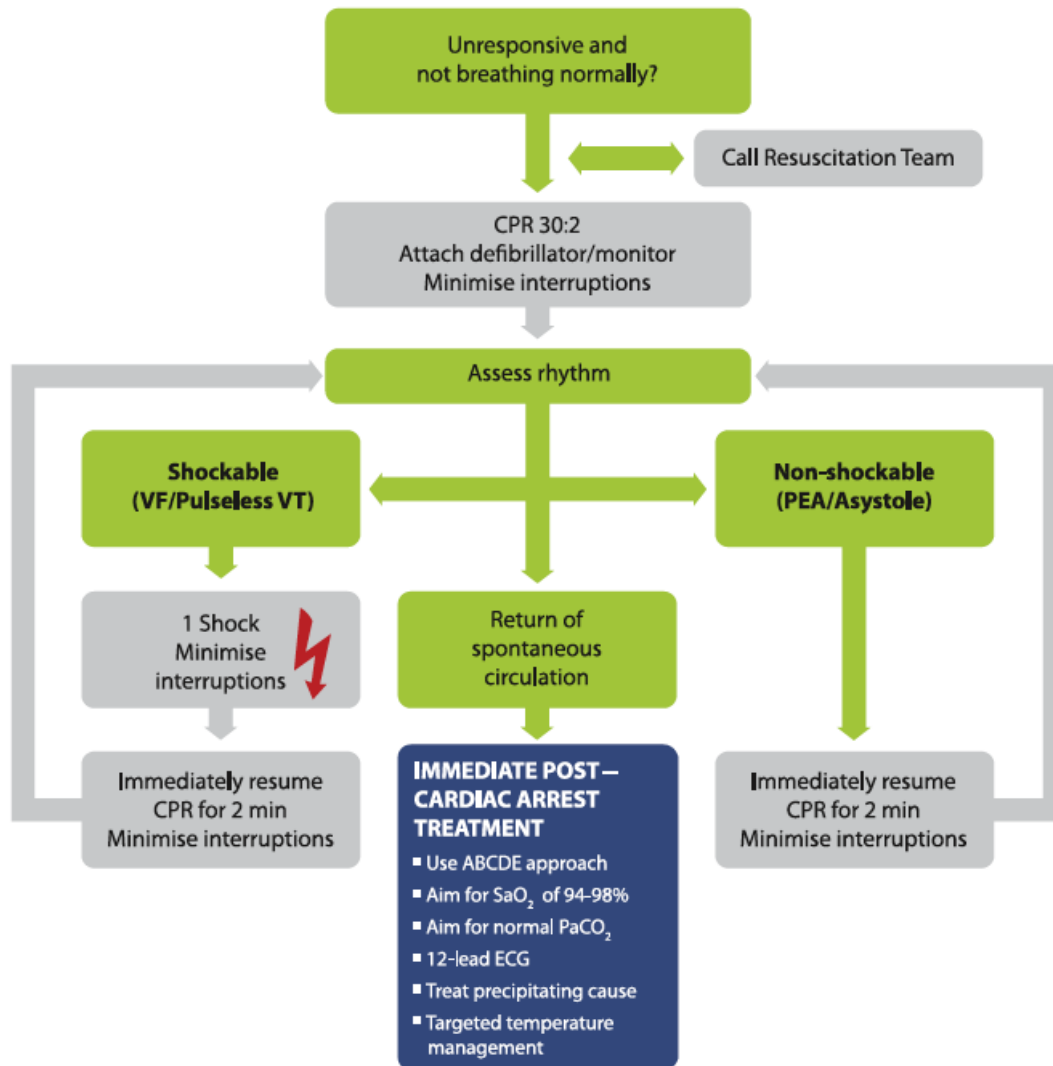 Unresponsive and
not breathing normally?
Call Resuscitation Team
CPR 30:2
Attach defibrillator/monitor
Minimise interruptions
Assess rhythm
Shockable
(VF/Pulseless VT)
Non-shockable
(PEA/Asystole)
1 Shock
Minimise
interruptions
Return of
spontaneous
circulation
Immediately resume
CPR for 2 min
Minimise interruptions
IMMEDIATE POST–
CARDIAC ARREST
TREATMENT
▪ Use ABCDE approach
▪ Aim for SaO₂ of 94-98%
▪ Aim for normal PaCO₂
▪ 12-lead ECG
▪ Treat precipitating cause
▪ Targeted temperature
management
Immediately resume
CPR for 2 min
Minimise interruptions